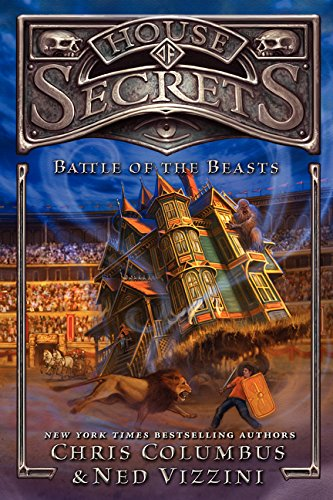 HOUSE
OF
SECRETS
BATTLE OF THE BEASTS
NEW YORK TIMES BESTSELLING AUTHORS
CHRIS COLUMBUS
& NED VIZZINI